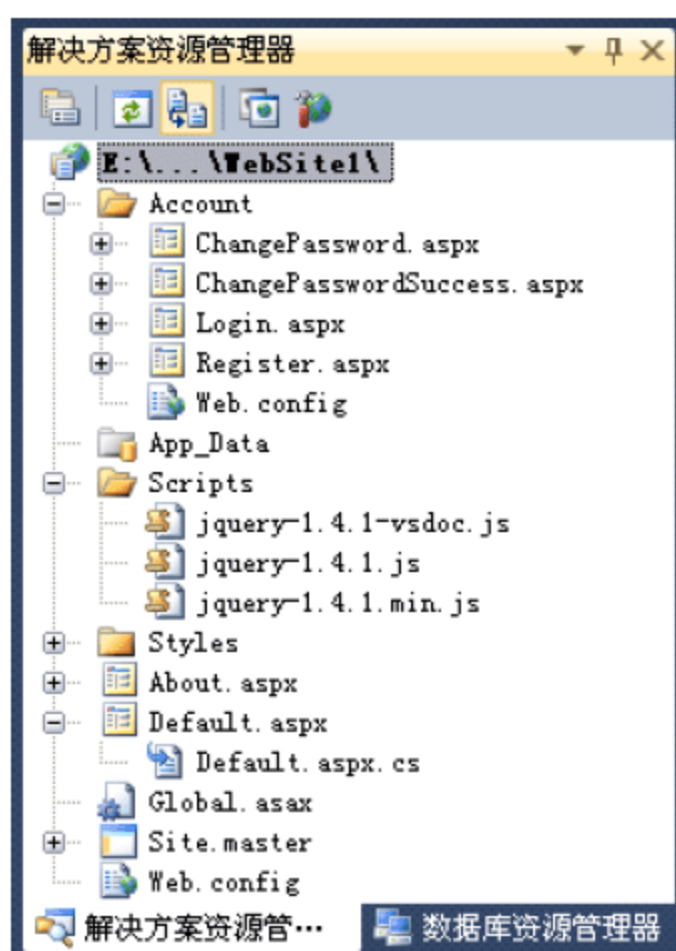 解决方案资源管理器
E:\...\WebSite1\
Account
ChangePassword.aspx
ChangePasswordSuccess.aspx
Login.aspx
Register.aspx
Web.config
App_Data
Scripts
jquery-1.4.1-vsdoc.js
jquery-1.4.1.js
jquery-1.4.1.min.js
Styles
About.aspx
Default.aspx
Default.aspx.cs
Global.asax
Site.master
Web.config
解决方案资源管… 数据库资源管理器